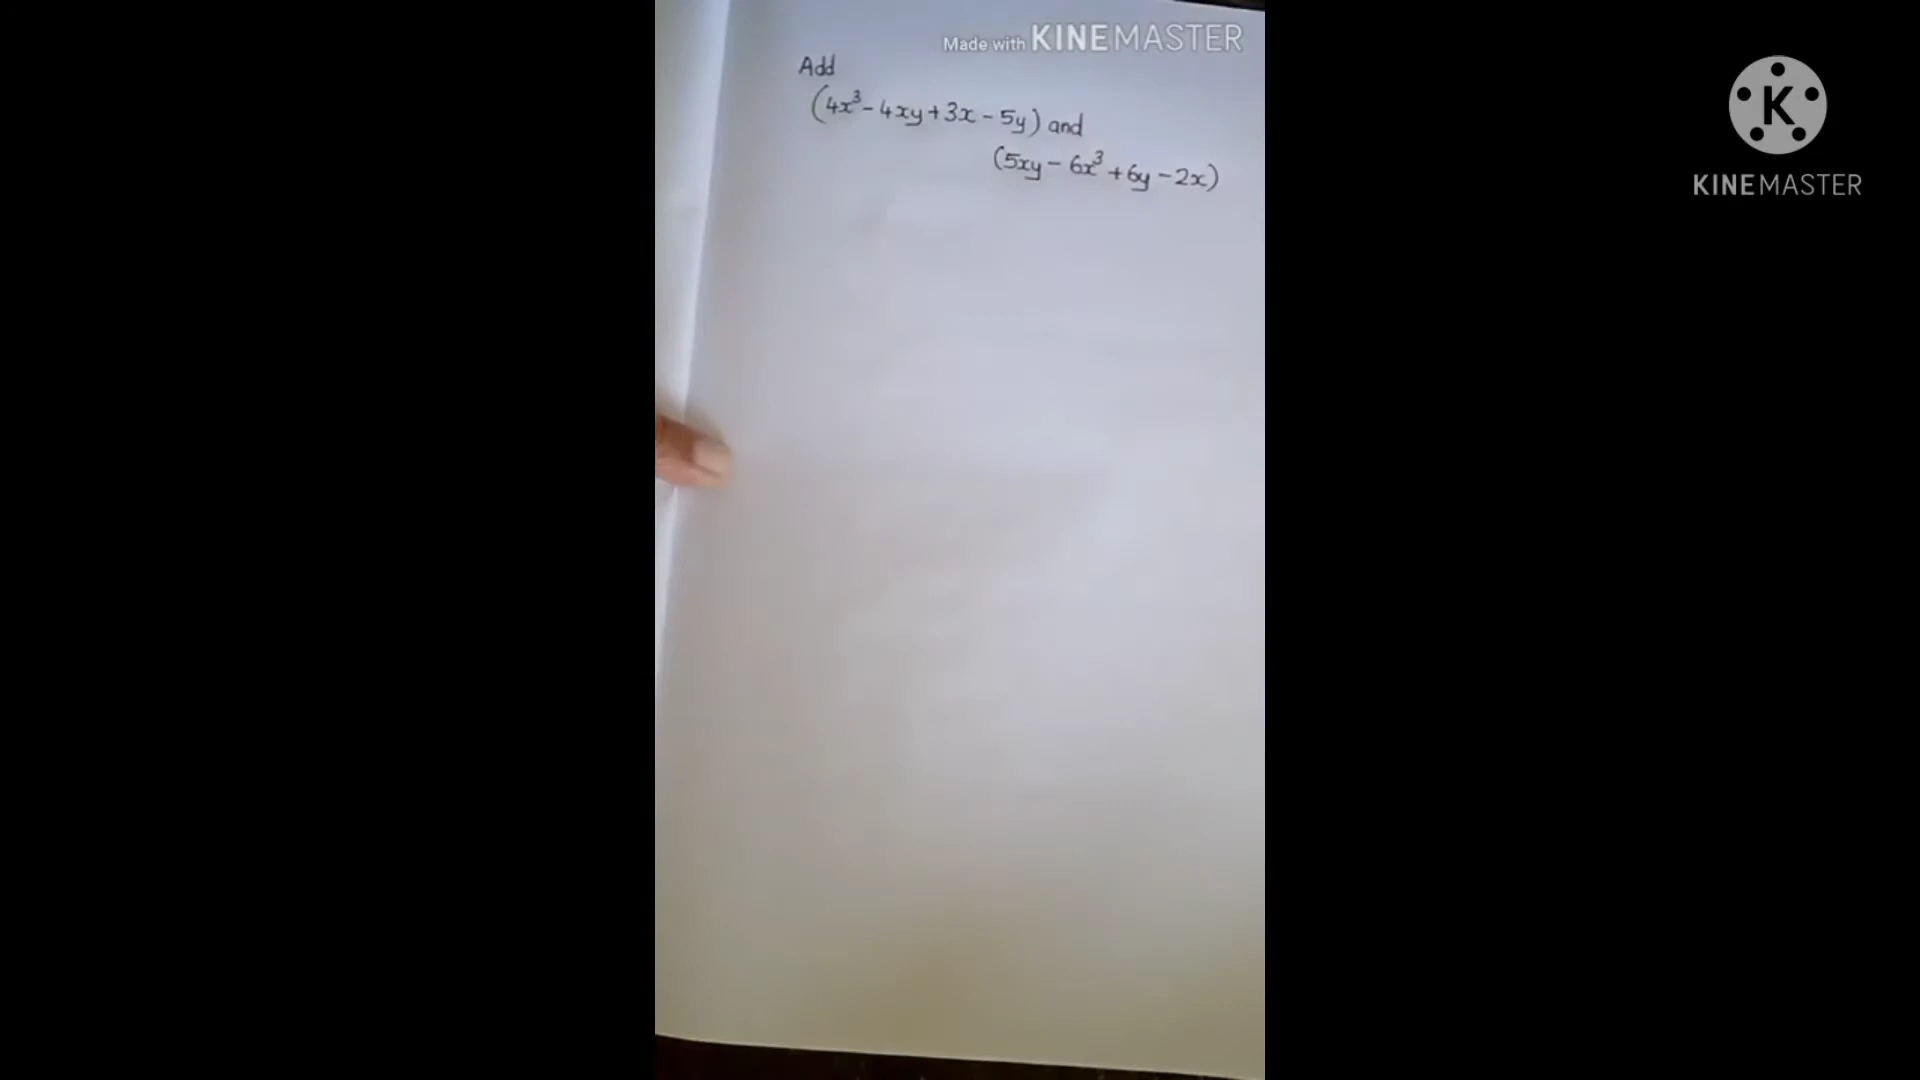 Made with KINEMASTER
Add
(4x³ - 4xy + 3x - 5y) and
(5xy - 6x³ + 6y - 2x)
K
KINEMASTER